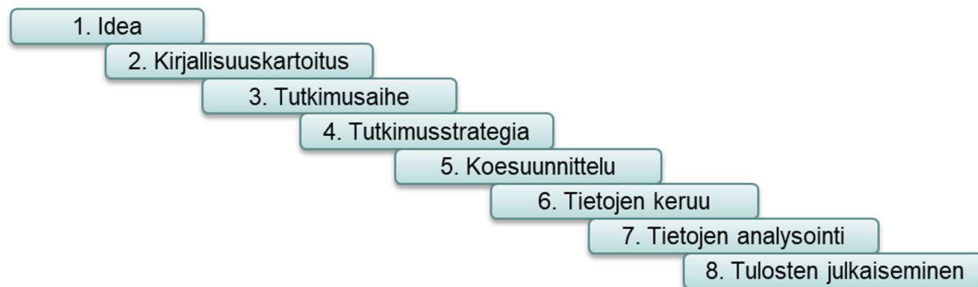 1. Idea
2. Kirjallisuuskartoitus
3. Tutkimusaihe
4. Tutkimusstrategia
5. Koesuunnittelu
6. Tietojen keruu
7. Tietojen analysointi
8. Tulosten julkaiseminen